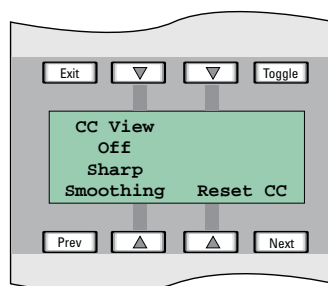 Exit Toggle
CC View
Off
Sharp
Smoothing Reset CC
Prev Next